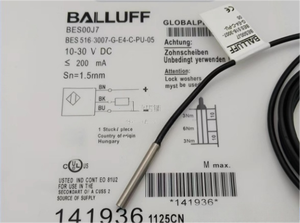 BALLUFF
BES00J7
BES 516-3007-G-E4-C-PU-05
10-30 V DC
≤ 200 mA
Sn=1.5mm
BN
BK
BU
1 Stück / piece
Country of origin
Hungary
GLOBALP
Achtung:
Zahnscheiben
Unbedingt verwenden
Attention:
Lock washers
must be used
BALLUFF
M max.
*141936*
141936 1125CN
LISTED IND CONT EQ 81G2
FOR USE IN THE SECONDARY
OF A CLASS 2
SOURCE OF SUPPLY